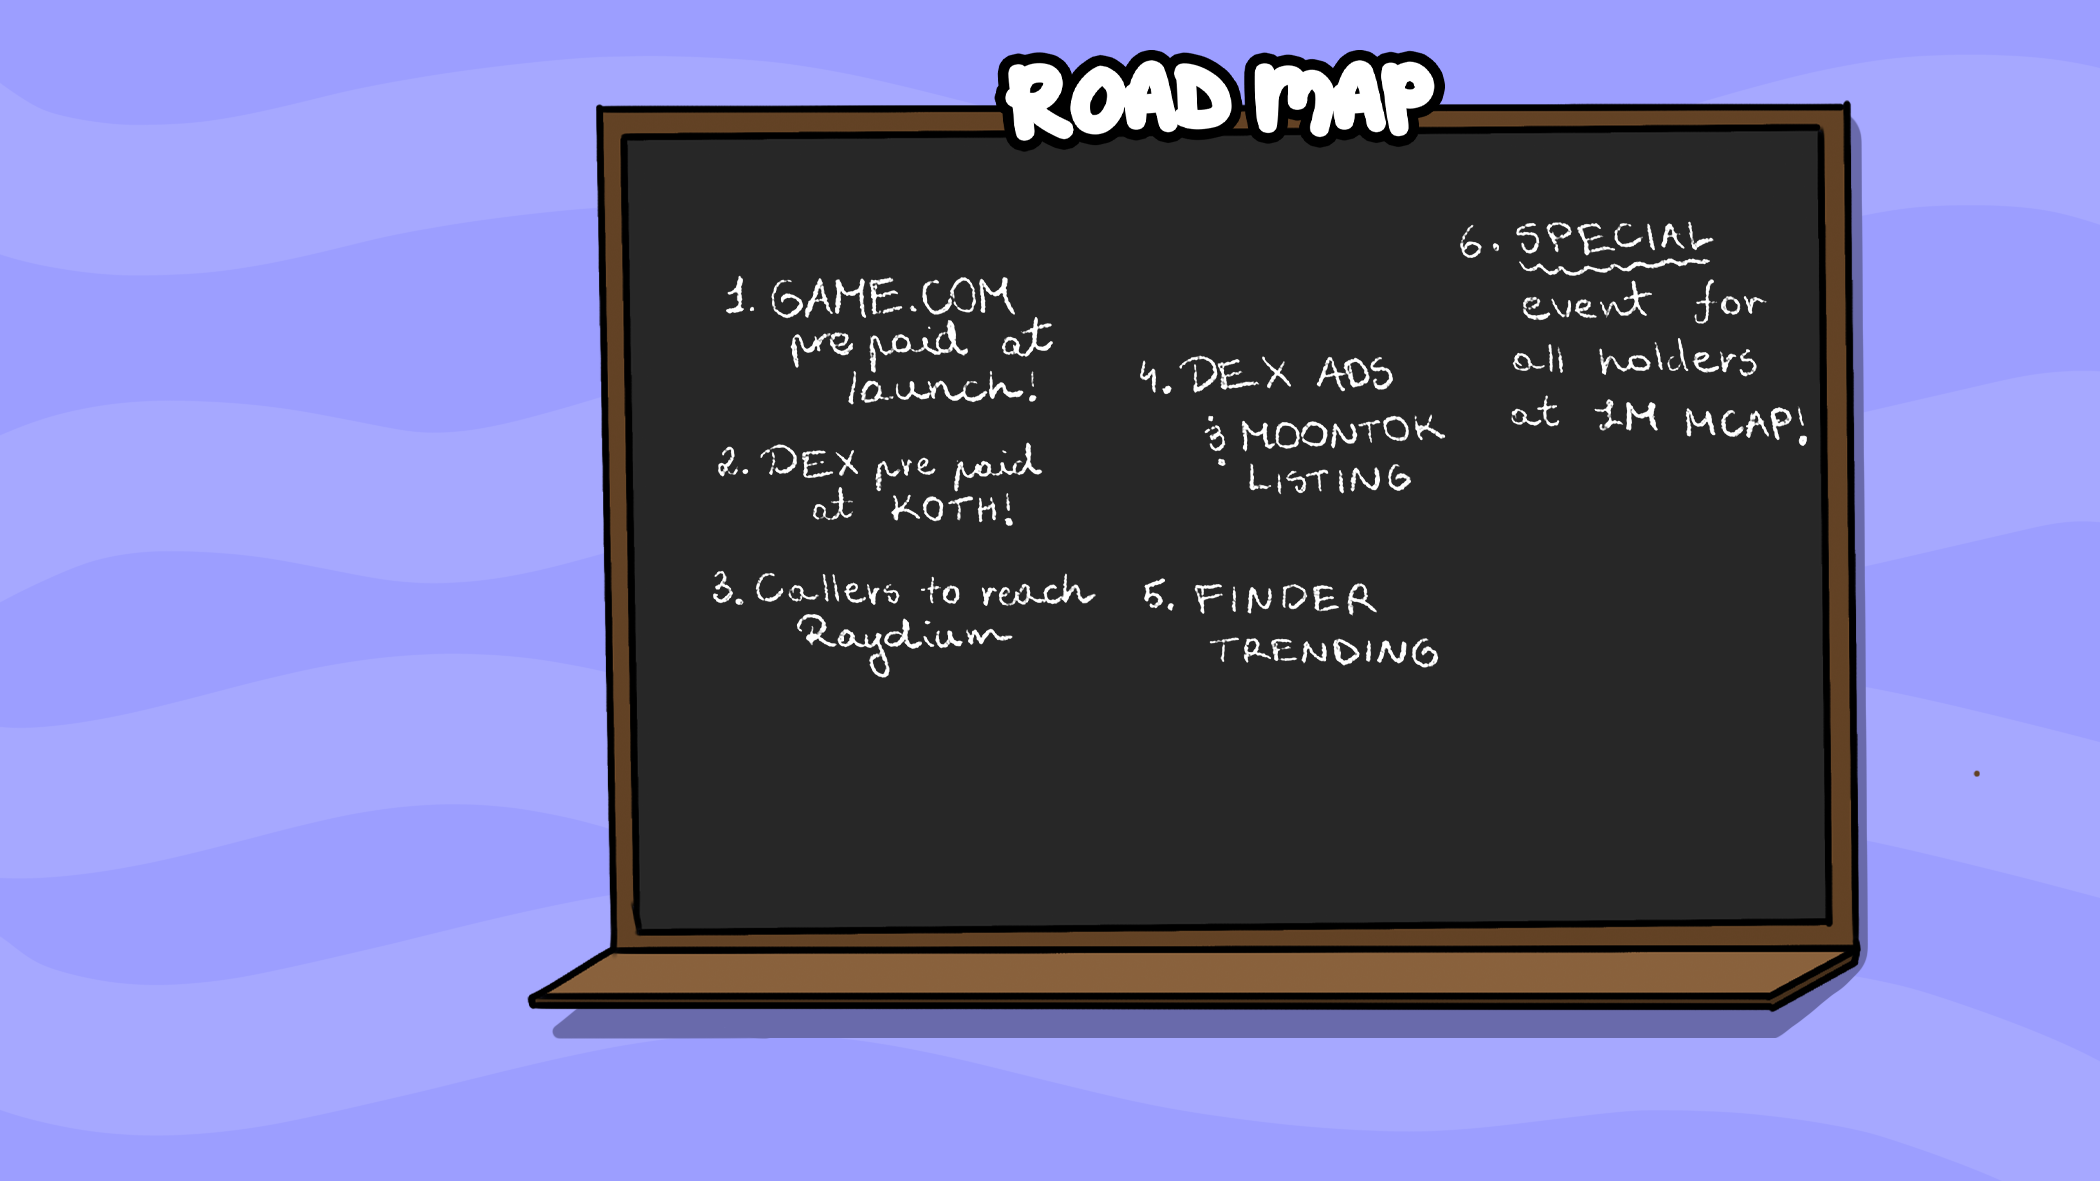 ROAD MAP
1. GAME.COM
pre paid at
launch!
2. DEX pre paid
at KOTH!
3. Callers to reach
Raydium
4. DEX ADS
& MOONTOK
LISTING
5. FINDER
TRENDING
6. SPECIAL
event for
all holders
at 1M MCAP!